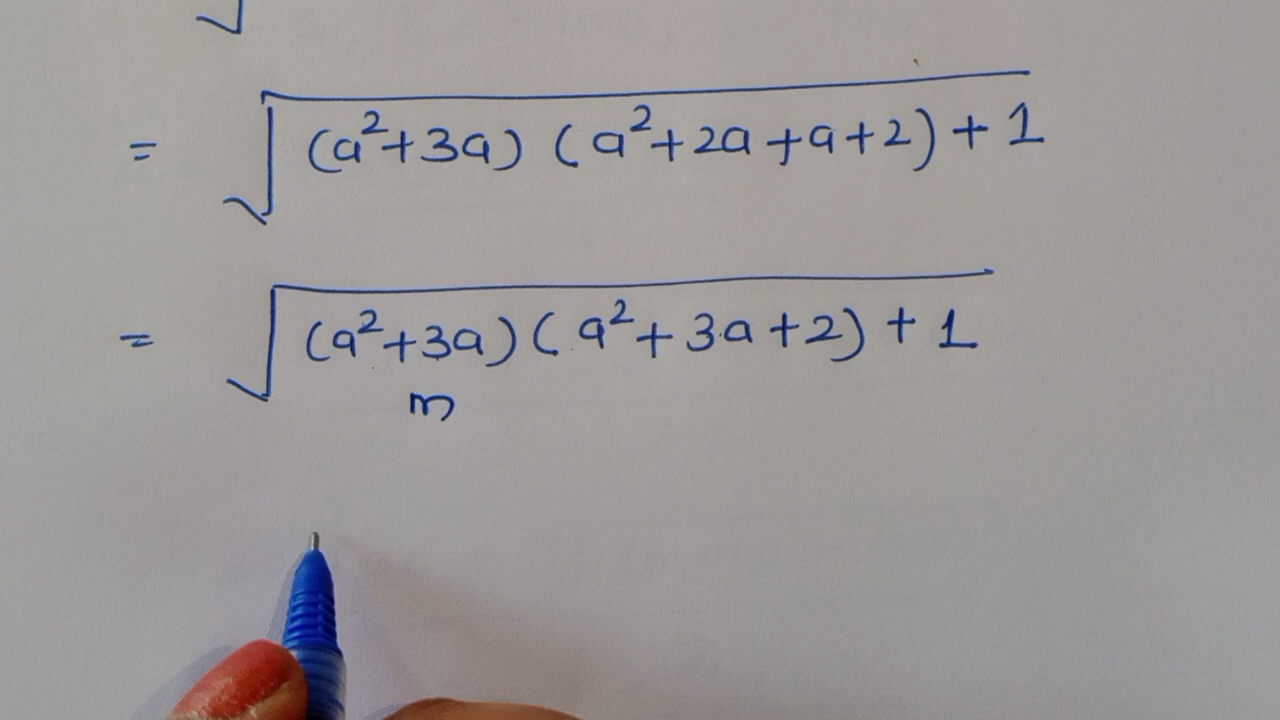 √
= √(a²+3a) (a²+2a+a+2) + 1
= √(a²+3a) (a²+3a+2) + 1
m